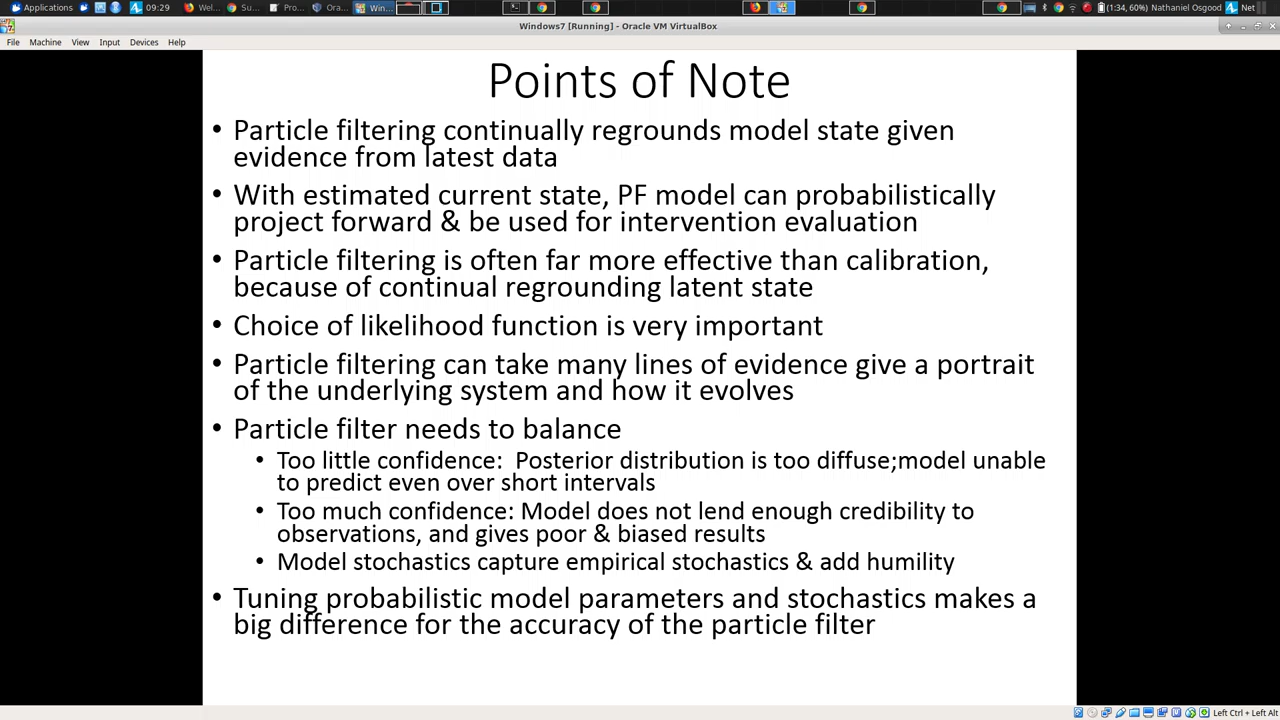 Applications
09:29
Wel...
Su...
Pro...
Ora...
Win...
(1:34, 60%) Nathaniel Osgood
Net
Windows7 [Running] - Oracle VM VirtualBox
File Machine View Input Devices Help
Points of Note
• Particle filtering continually regrounds model state given
evidence from latest data
• With estimated current state, PF model can probabilistically
project forward & be used for intervention evaluation
• Particle filtering is often far more effective than calibration,
because of continual regrounding latent state
• Choice of likelihood function is very important
• Particle filtering can take many lines of evidence give a portrait
of the underlying system and how it evolves
• Particle filter needs to balance
• Too little confidence:  Posterior distribution is too diffuse;model unable
to predict even over short intervals
• Too much confidence: Model does not lend enough credibility to
observations, and gives poor & biased results
• Model stochastics capture empirical stochastics & add humility
• Tuning probabilistic model parameters and stochastics makes a
big difference for the accuracy of the particle filter
Left Ctrl + Left Alt